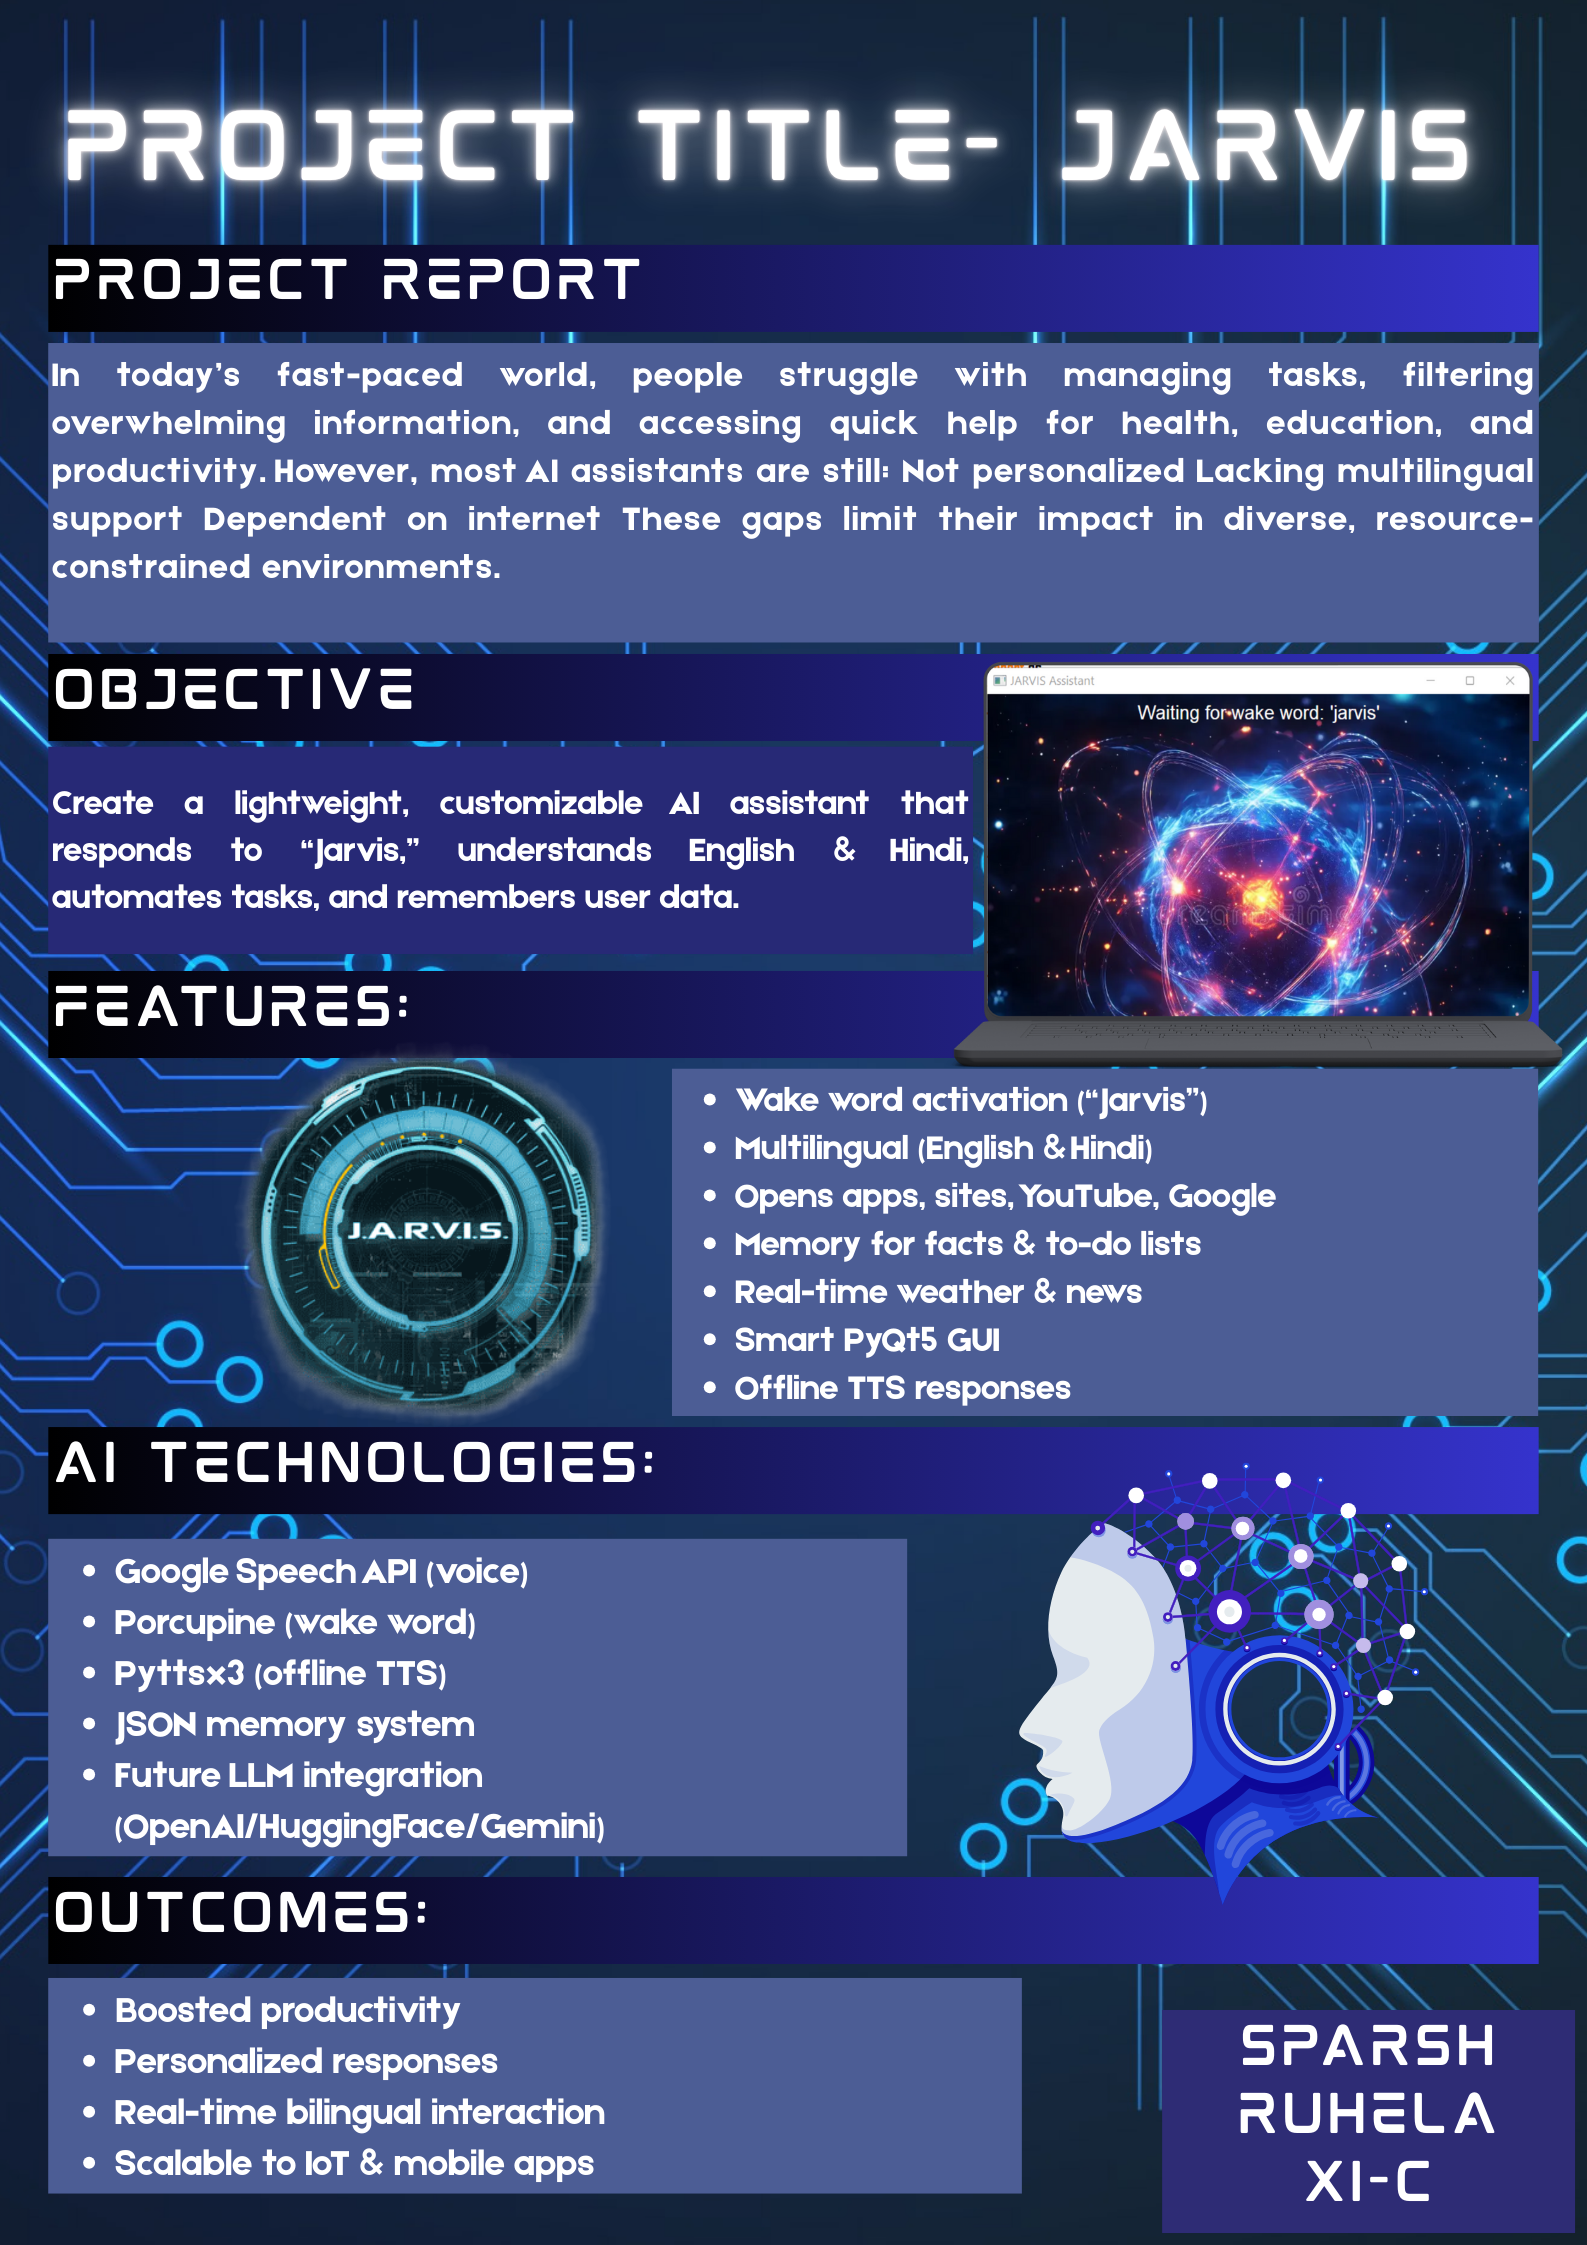 PROJECT TITLE- JARVIS
PROJECT REPORT
In today's fast-paced world, people struggle with managing tasks, filtering
overwhelming information, and accessing quick help for health, education, and
productivity. However, most AI assistants are still: Not personalized Lacking multilingual
support Dependent on internet These gaps limit their impact in diverse, resource-
constrained environments.
OBJECTIVE
JARVIS Assistant
Waiting for wake word: 'jarvis'
Create a lightweight, customizable AI assistant that
responds to “Jarvis,” understands English & Hindi,
automates tasks, and remembers user data.
FEATURES:
J.A.R.V.I.S.
• Wake word activation (“Jarvis”)
• Multilingual (English & Hindi)
• Opens apps, sites, YouTube, Google
• Memory for facts & to-do lists
• Real-time weather & news
• Smart PyQt5 GUI
• Offline TTS responses
AI TECHNOLOGIES:
• Google Speech API (voice)
• Porcupine (wake word)
• Pyttsx3 (offline TTS)
• JSON memory system
• Future LLM integration
(OpenAI/HuggingFace/Gemini)
OUTCOMES:
• Boosted productivity
• Personalized responses
• Real-time bilingual interaction
• Scalable to IoT & mobile apps
SPARSH
RUHELA
XI-C